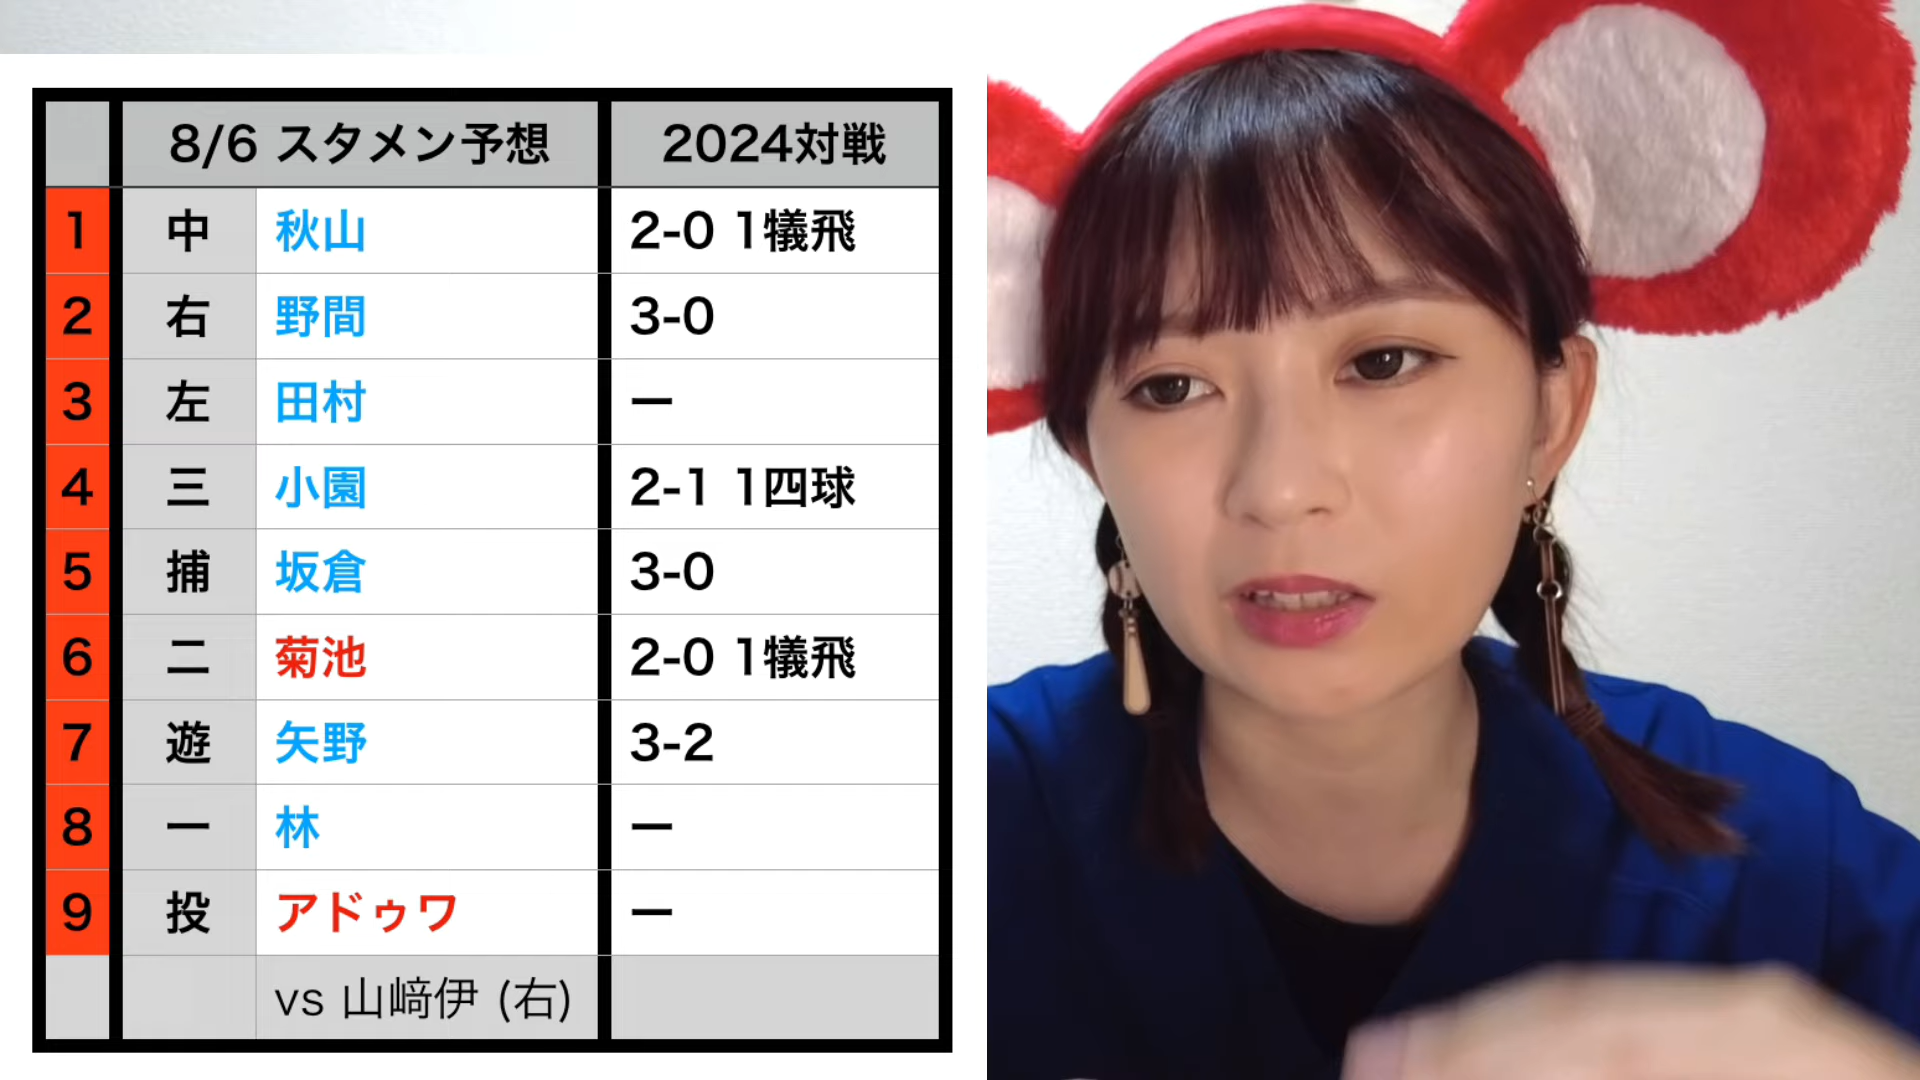 8/6 スタメン予想 2024対戦
1 中 秋山 2-0 1犠飛
2 右 野間 3-0
3 左 田村 ー
4 三 小園 2-1 1四球
5 捕 坂倉 3-0
6 二 菊池 2-0 1犠飛
7 遊 矢野 3-2
8 一 林 ー
9 投 アドゥワ ー
vs 山﨑伊 (右)